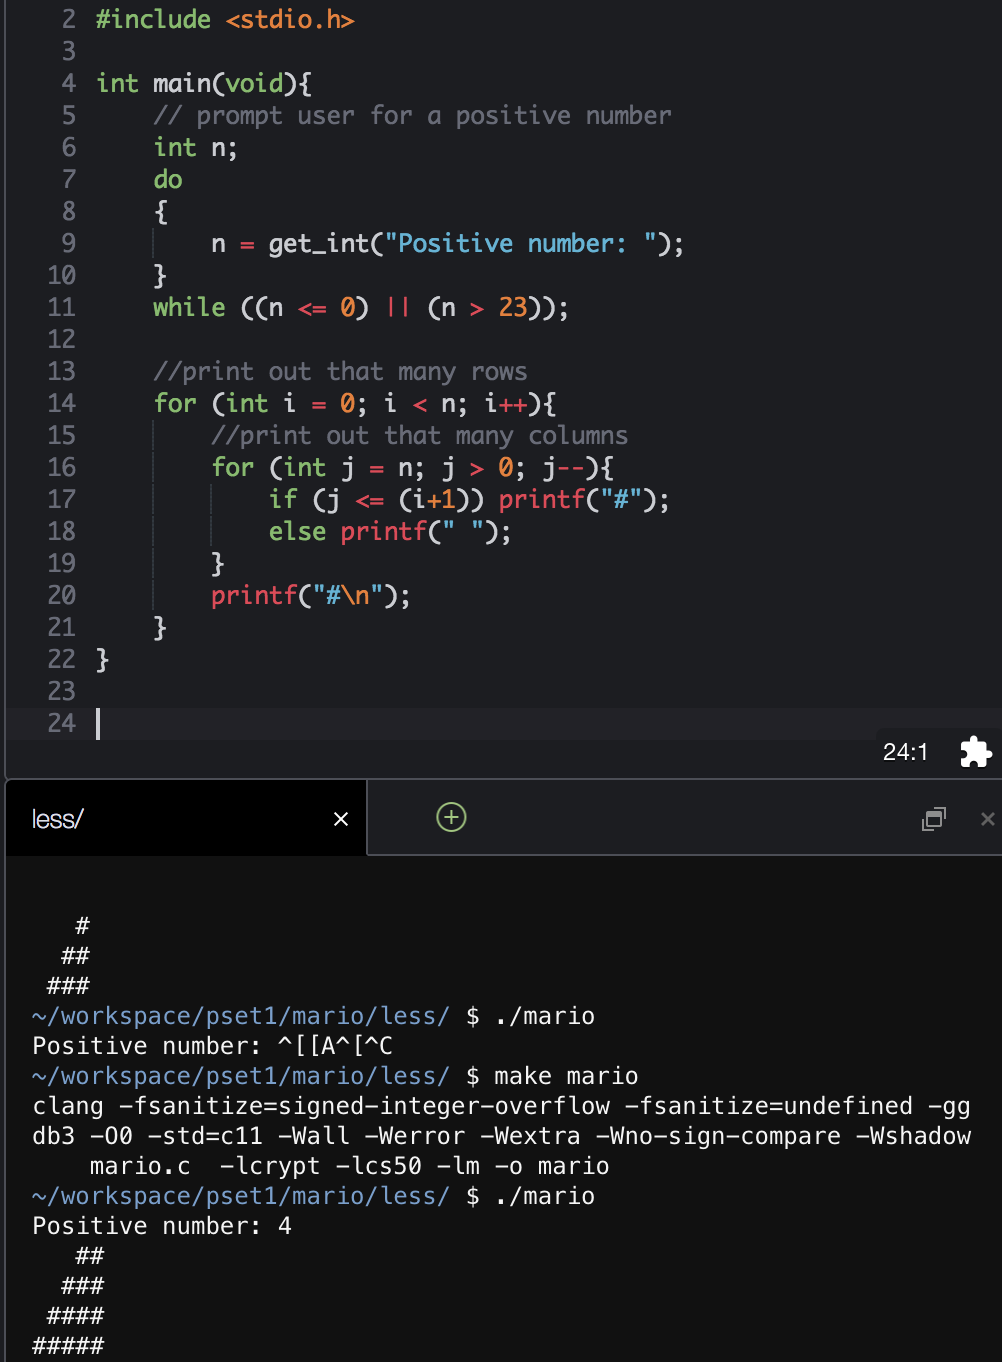 2 #include <stdio.h>
3
4 int main(void){
5     // prompt user for a positive number
6     int n;
7     do
8     {
9         n = get_int("Positive number: ");
10     }
11     while ((n <= 0) || (n > 23));
12
13     //print out that many rows
14     for (int i = 0; i < n; i++){
15         //print out that many columns
16         for (int j = n; j > 0; j--){
17             if (j <= (i+1)) printf("#");
18             else printf(" ");
19         }
20         printf("#\n");
21     }
22 }
23
24
24:1
less/
   #
  ##
 ###
~/workspace/pset1/mario/less/ $ ./mario
Positive number: ^[[A^[^C
~/workspace/pset1/mario/less/ $ make mario
clang -fsanitize=signed-integer-overflow -fsanitize=undefined -gg
db3 -O0 -std=c11 -Wall -Werror -Wextra -Wno-sign-compare -Wshadow
    mario.c  -lcrypt -lcs50 -lm -o mario
~/workspace/pset1/mario/less/ $ ./mario
Positive number: 4
   ##
  ###
 ####
#####